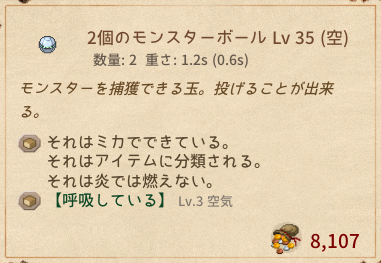 2個のモンスターボール Lv 35 (空)
数量: 2 重さ: 1.2s (0.6s)
モンスターを捕獲できる玉。投げることが出来
る。
それはミカでできている。
それはアイテムに分類される。
それは炎では燃えない。
【呼吸している】 Lv.3 空気
8,107